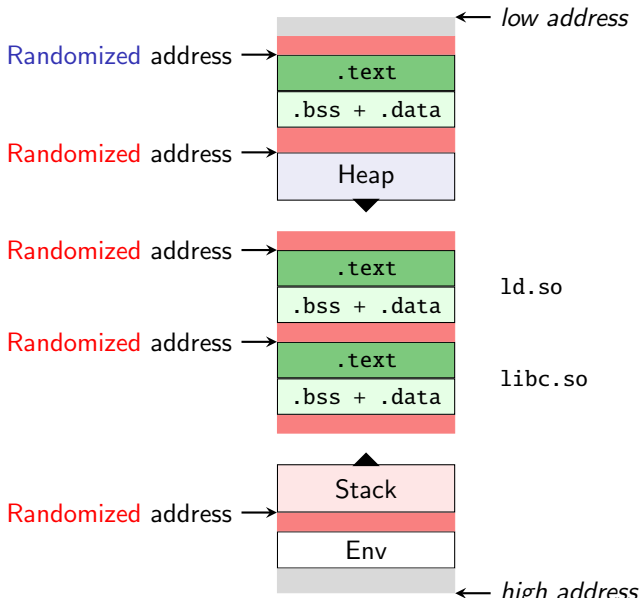 low address
Randomized address
.text
.bss + .data
Randomized address
Heap
Randomized address
.text
ld.so
.bss + .data
Randomized address
.text
libc.so
.bss + .data
Stack
Randomized address
Env
high address